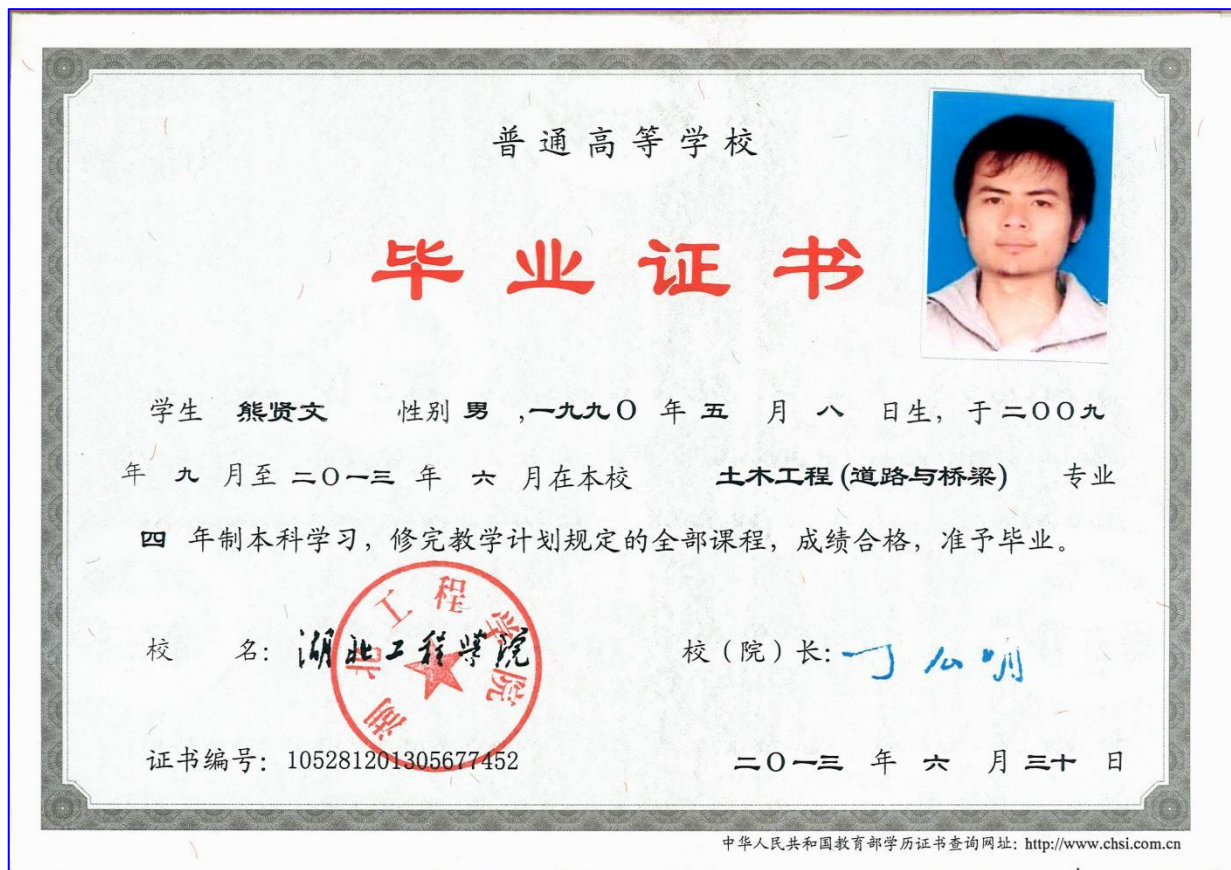 普通高等学校
毕业证书
学生 熊贤文 性别 男 ,一九九〇 年 五 月 八 日生，于二〇〇九
年 九 月至 二〇一三 年 六 月在本校 土木工程(道路与桥梁) 专业
四 年制本科学习，修完教学计划规定的全部课程，成绩合格，准予毕业。
校 名：湖北工程学院
湖北工程学院
校（院）长：丁么明
证书编号：105281201305677452
二〇一三 年 六 月 三十 日
中华人民共和国教育部学历证书查询网址：http://www.chsi.com.cn